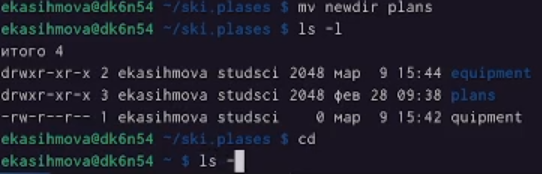 ekasihmova@dk6n54 ~/ski.plases $ mv newdir plans
ekasihmova@dk6n54 ~/ski.plases $ ls -l
итого 4
drwxr-xr-x 2 ekasihmova studsci 2048 мар  9 15:44 equipment
drwxr-xr-x 3 ekasihmova studsci 2048 фев 28 09:38 plans
-rw-r--r-- 1 ekasihmova studsci    0 мар  9 15:42 quipment
ekasihmova@dk6n54 ~/ski.plases $ cd
ekasihmova@dk6n54 ~ $ ls -